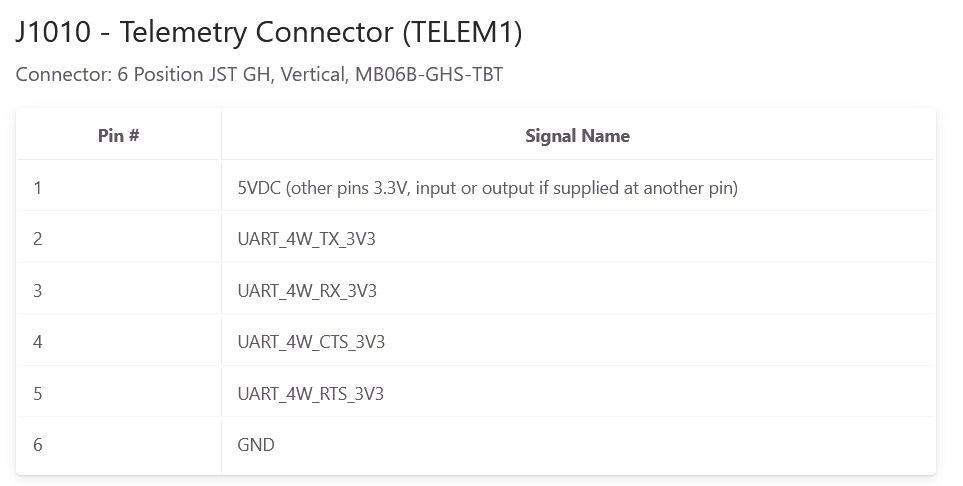 J1010 - Telemetry Connector (TELEM1)
Connector: 6 Position JST GH, Vertical, MB06B-GHS-TBT
Pin # Signal Name
1 5VDC (other pins 3.3V, input or output if supplied at another pin)
2 UART_4W_TX_3V3
3 UART_4W_RX_3V3
4 UART_4W_CTS_3V3
5 UART_4W_RTS_3V3
6 GND